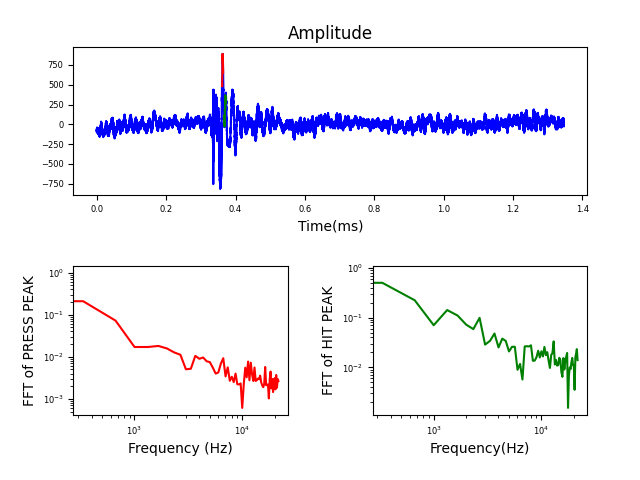 Amplitude
750
500
250
0
−250
−500
−750
0.0 0.2 0.4 0.6 0.8 1.0 1.2 1.4
Time(ms)
FFT of PRESS PEAK
10⁰
10⁻¹
10⁻²
10⁻³
10³ 10⁴
Frequency (Hz)
FFT of HIT PEAK
10⁰
10⁻¹
10⁻²
10³ 10⁴
Frequency(Hz)